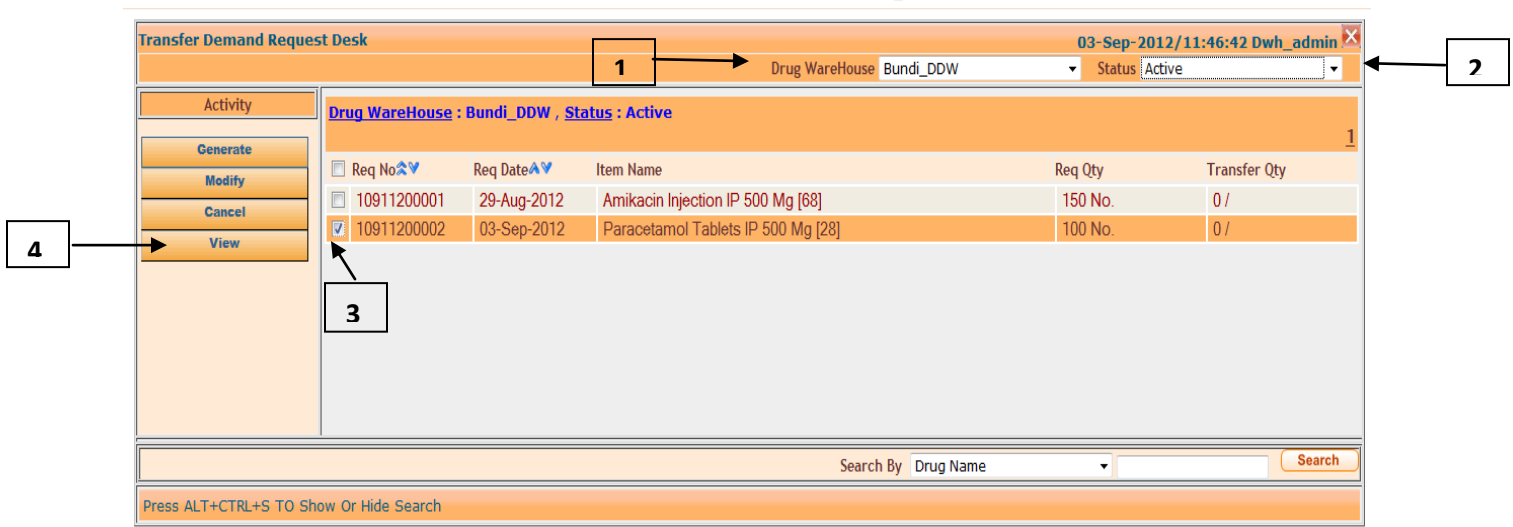 Transfer Demand Request Desk 03-Sep-2012/11:46:42 Dwh_admin
1 Drug WareHouse Bundi_DDW Status Active 2
Activity
Drug WareHouse : Bundi_DDW , Status : Active
1
Generate
Modify
Cancel
View
4
Req No Req Date Item Name Req Qty Transfer Qty
10911200001 29-Aug-2012 Amikacin Injection IP 500 Mg [68] 150 No. 0 /
10911200002 03-Sep-2012 Paracetamol Tablets IP 500 Mg [28] 100 No. 0 /
3
Search By Drug Name Search
Press ALT+CTRL+S TO Show Or Hide Search